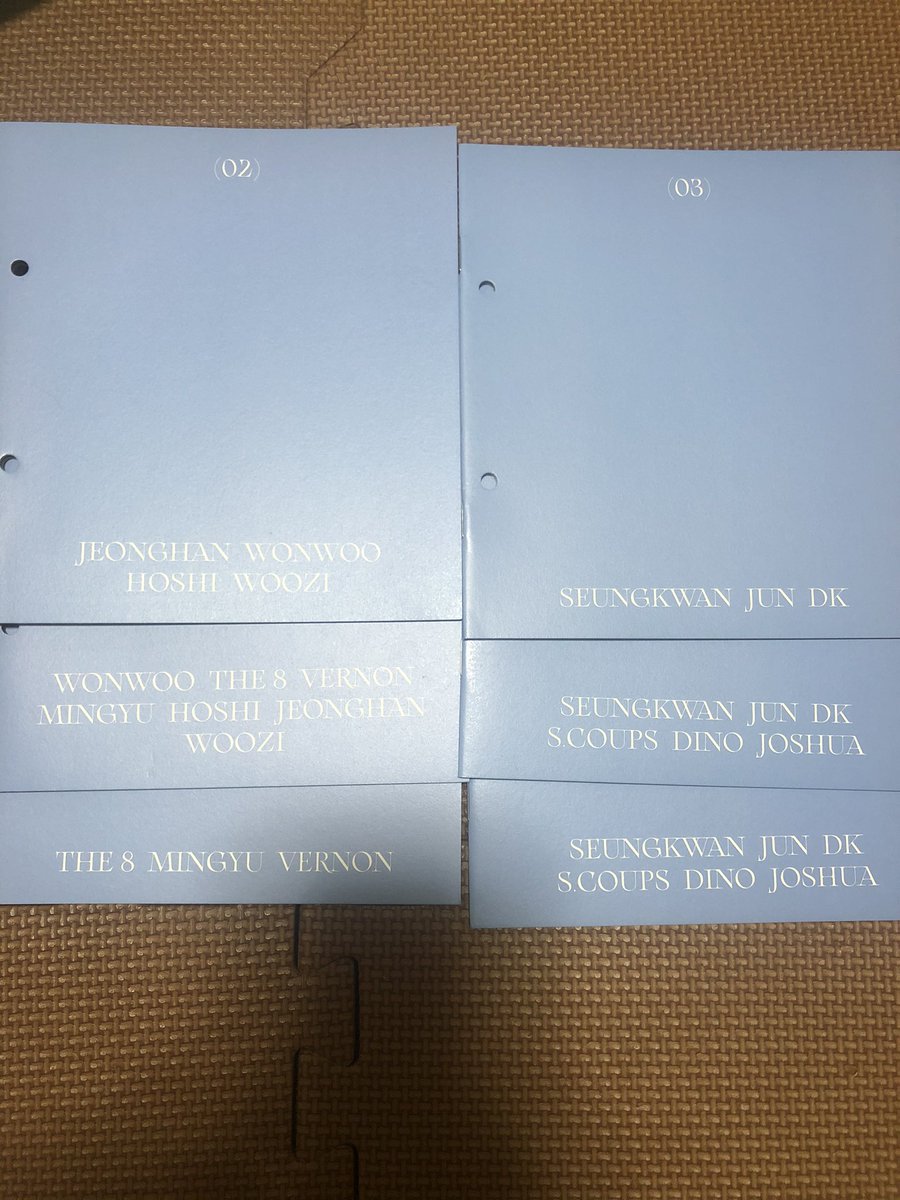 (02)
JEONGHAN WONWOO
HOSHI WOOZI
WONWOO THE 8 VERNON
MINGYU HOSHI JEONGHAN
WOOZI
THE 8 MINGYU VERNON
(03)
SEUNGKWAN JUN DK
SEUNGKWAN JUN DK
S.COUPS DINO JOSHUA
SEUNGKWAN JUN DK
S.COUPS DINO JOSHUA